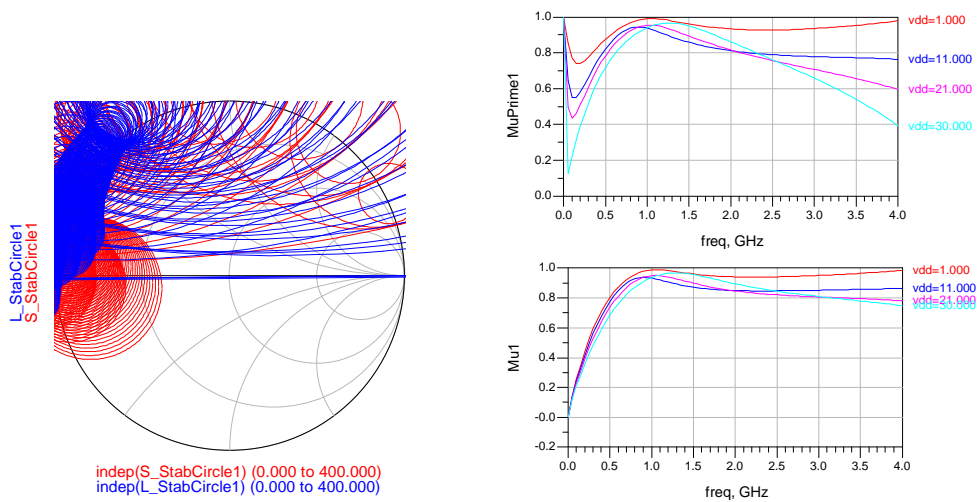 L_StabCircle1
S_StabCircle1
indep(S_StabCircle1) (0.000 to 400.000)
indep(L_StabCircle1) (0.000 to 400.000)
MuPrime1
1.0
0.8
0.6
0.4
0.2
0.0
0.0 0.5 1.0 1.5 2.0 2.5 3.0 3.5 4.0
freq, GHz
vdd=1.000
vdd=11.000
vdd=21.000
vdd=30.000
Mu1
1.0
0.8
0.6
0.4
0.2
-0.0
-0.2
0.0 0.5 1.0 1.5 2.0 2.5 3.0 3.5 4.0
freq, GHz
vdd=1.000
vdd=11.000
vdd=21.000
vdd=30.000